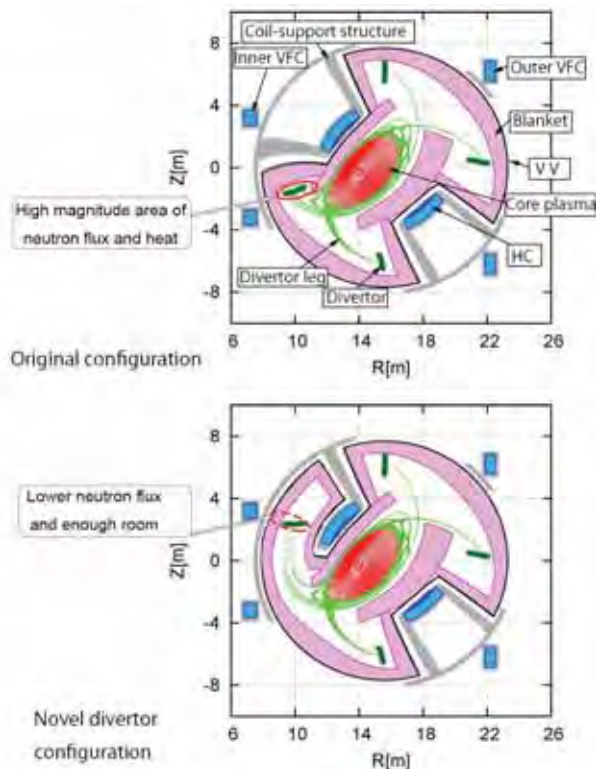 Coil-support structure
Inner VFC
Outer VFC
Blanket
V V
Core plasma
HC
Divertor leg
Divertor
High magnitude area of
neutron flux and heat
8
4
0
-4
-8
Z[m]
6
10
14
18
22
26
R[m]
Original configuration
8
4
0
-4
-8
Z[m]
Lower neutron flux
and enough room
6
10
14
18
22
26
R[m]
Novel divertor
configuration